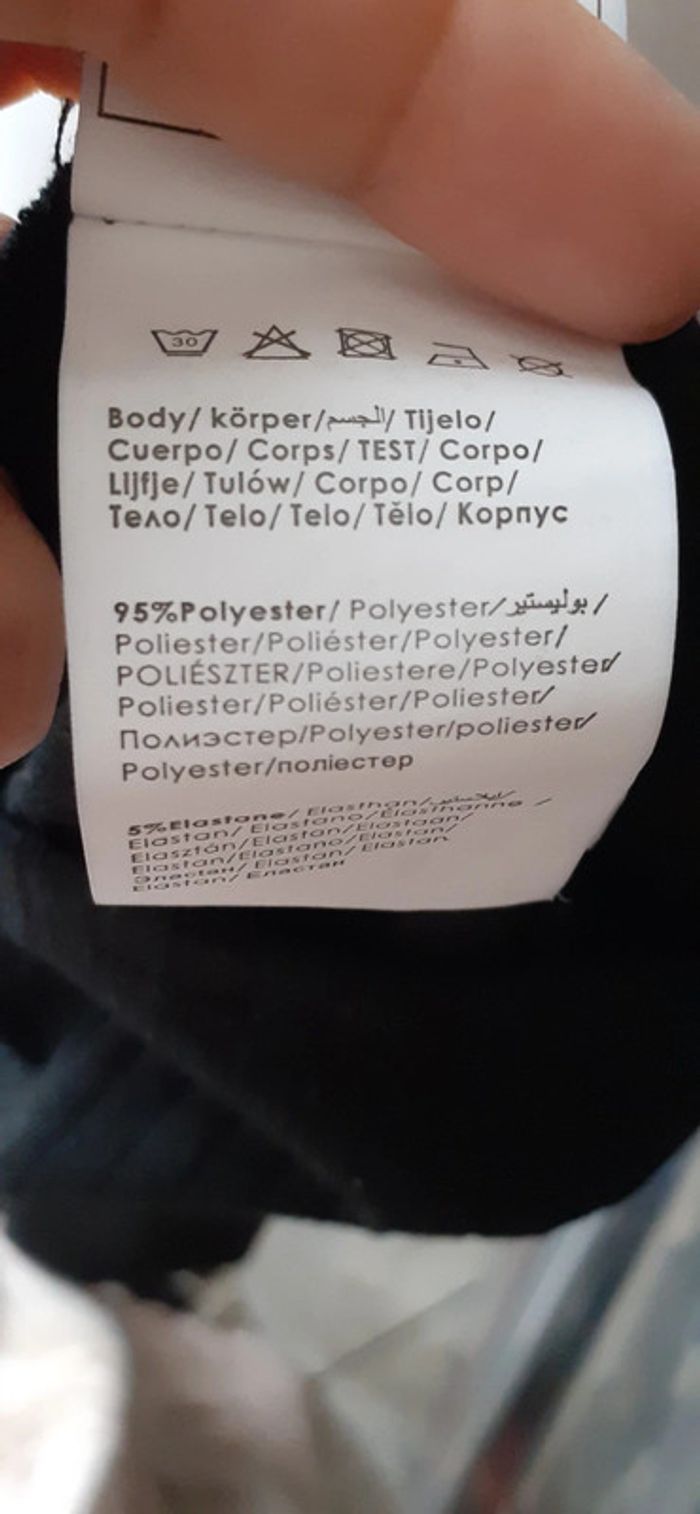 30
Body/ körper/الجسم/ Tijelo/
Cuerpo/ Corps/ TEST/ Corpo/
Lijfje/ Tulów/ Corpo/ Corp/
Тело/ Telo/ Telo/ Tělo/ Корпус
95%Polyester/ Polyester/بوليستير/
Poliester/Poliéster/Polyester/
POLIÉSZTER/Poliestere/Polyester/
Poliester/Poliéster/Poliester/
Полиэстер/Polyester/poliester/
Polyester/поліестер
5%Elastane/ Elasthan/
Elastan/ Elastano/Élasthanne /
Elasztán/Elastan/Elastaan/
Elastan/Elastano/Elastan/
Эластан/ Elastan/ Elastan
Elastan/ Еластан